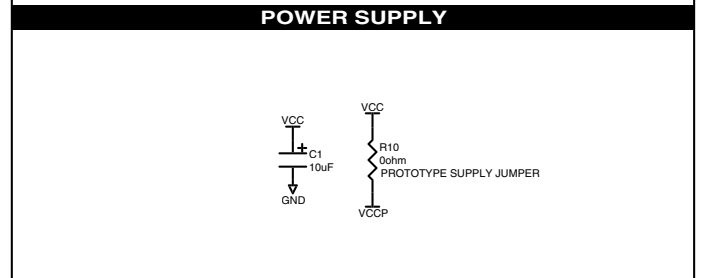 POWER SUPPLY
VCC
+
C1
10uF
GND
VCC
R10
0ohm
PROTOTYPE SUPPLY JUMPER
VCCP